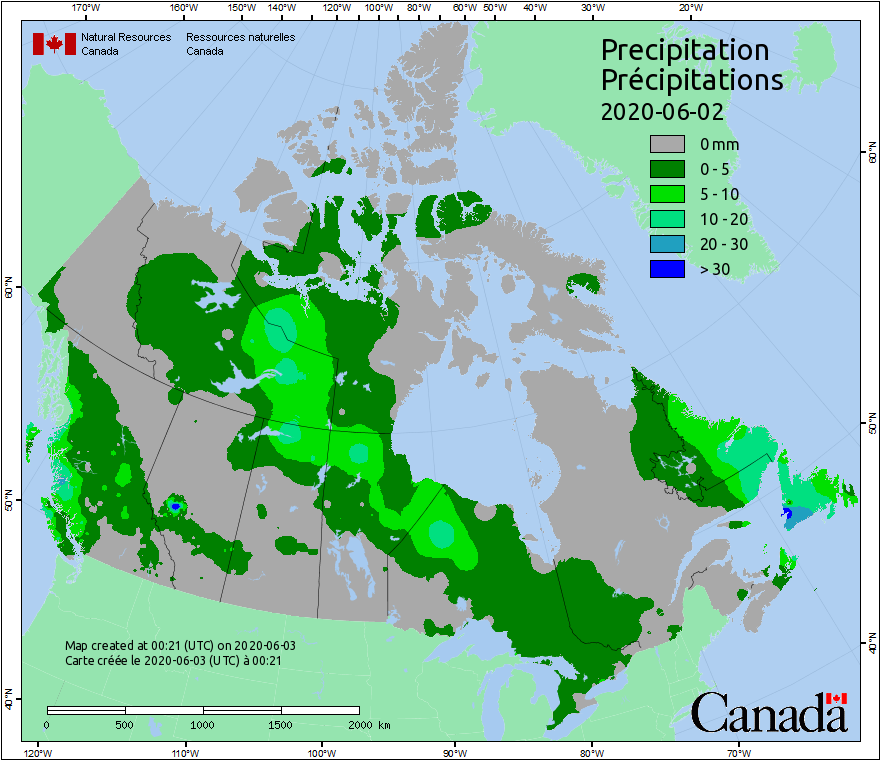 170°W 160°W 150°W 140°W 120°W 100°W 80°W 60°W 50°W 40°W 30°W 20°W
Natural Resources Ressources naturelles
Canada Canada
Precipitation
Précipitations
2020-06-02
0 mm
0 - 5
5 - 10
10 - 20
20 - 30
> 30
60°N 60°N
50°N 50°N
40°N 40°N
Map created at 00:21 (UTC) on 2020-06-03
Carte créée le 2020-06-03 (UTC) à 00:21
0 500 1000 1500 2000 km
Canada
120°W 110°W 100°W 90°W 80°W 70°W